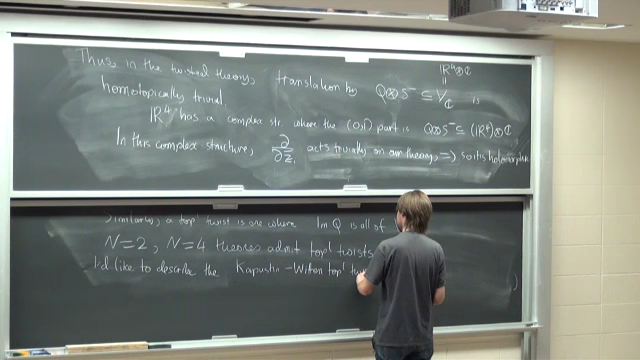 Thus, in the twisted theory, translation by Q⊗S⁻ ⊆ V_ℂ is
ℝ⁴⊗ℂ
॥
homotopically trivial.
ℝ⁴ has a complex str. where the (0,1) part is Q⊗S⁻ ⊆ (ℝ⁴)⊗ℂ
In this complex structure, ∂/∂z̄ᵢ acts trivially on our theory, => so its holomorphic
Similarly, a top'l twist is one where Im Q is all of
N=2, N=4 theories admit top'l twists
I'd like to describe the Kapustin-Witten top'l